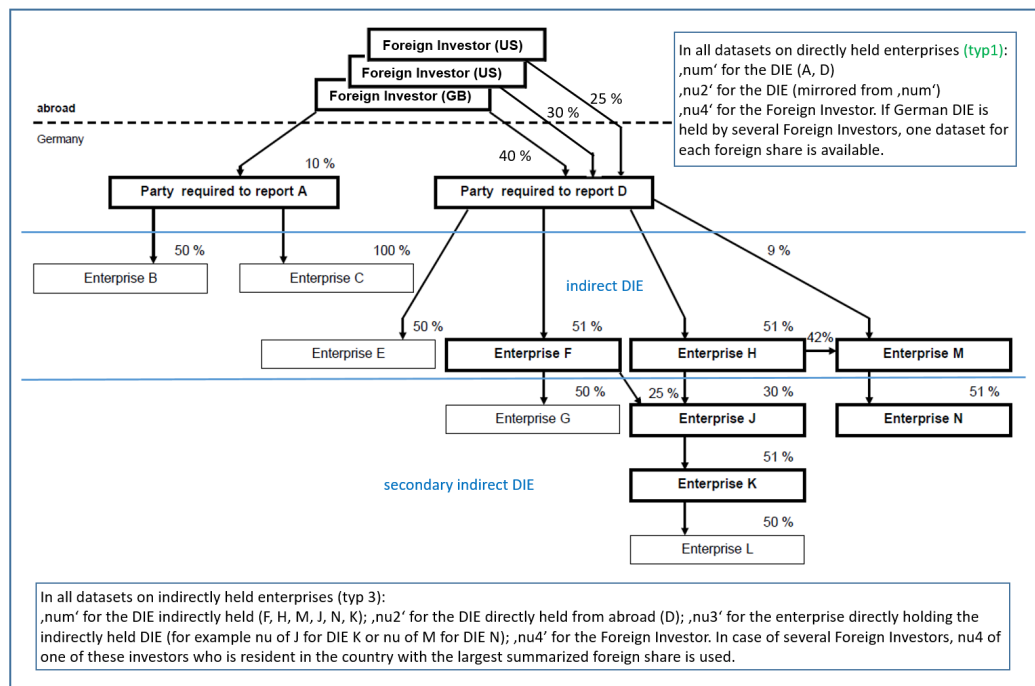 Foreign Investor (US)
Foreign Investor (US)
Foreign Investor (GB)
25 %
30 %
abroad
Germany
40 %
10 %
In all datasets on directly held enterprises (typ1):
‚num‘ for the DIE (A, D)
‚nu2‘ for the DIE (mirrored from ‚num‘)
‚nu4‘ for the Foreign Investor. If German DIE is
held by several Foreign Investors, one dataset for
each foreign share is available.
Party required to report A
Party required to report D
50 %
100 %
9 %
Enterprise B
Enterprise C
indirect DIE
50 %
51 %
51 %
42%
Enterprise E
Enterprise F
Enterprise H
Enterprise M
50 %
25 %
30 %
51 %
Enterprise G
Enterprise J
Enterprise N
51 %
secondary indirect DIE
Enterprise K
50 %
Enterprise L
In all datasets on indirectly held enterprises (typ 3):
‚num‘ for the DIE indirectly held (F, H, M, J, N, K); ‚nu2‘ for the DIE directly held from abroad (D); ‚nu3‘ for the enterprise directly holding the
indirectly held DIE (for example nu of J for DIE K or nu of M for DIE N); ‚nu4‘ for the Foreign Investor. In case of several Foreign Investors, nu4 of
one of these investors who is resident in the country with the largest summarized foreign share is used.